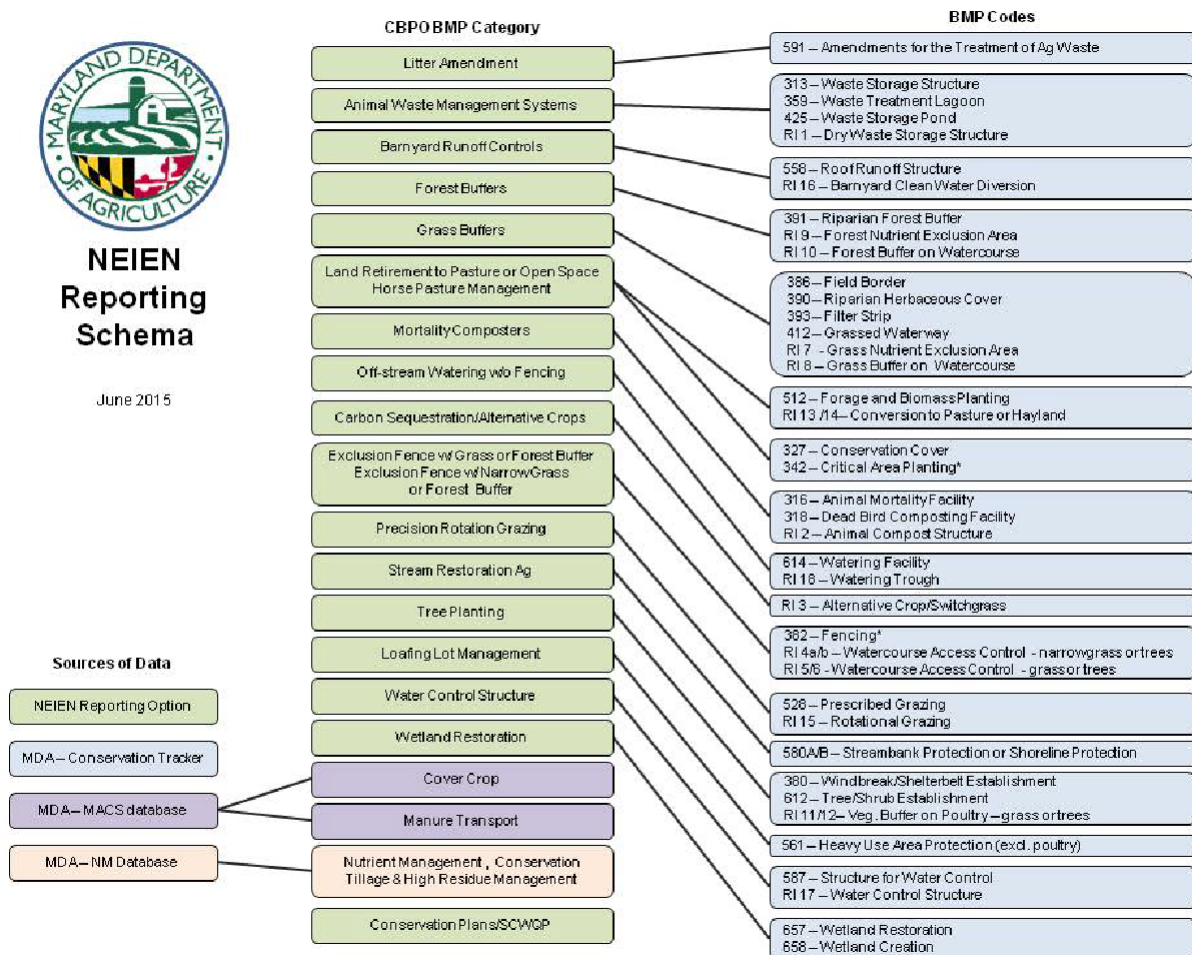 MARYLAND DEPARTMENT
OF AGRICULTURE
NEIEN
Reporting
Schema
June 2015
Sources of Data
NEIEN Reporting Option
MDA – Conservation Tracker
MDA – MACS database
MDA – NM Database
CBPO BMP Category
Litter Amendment
Animal Waste Management Systems
Barnyard Runoff Controls
Forest Buffers
Grass Buffers
Land Retirement to Pasture or Open Space
Horse Pasture Management
Mortality Composters
Off-stream Watering w/o Fencing
Carbon Sequestration/Alternative Crops
Exclusion Fence w/ Grass or Forest Buffer
Exclusion Fence w/ Narrow Grass
or Forest Buffer
Precision Rotation Grazing
Stream Restoration Ag
Tree Planting
Loafing Lot Management
Water Control Structure
Wetland Restoration
Cover Crop
Manure Transport
Nutrient Management , Conservation
Tillage & High Residue Management
Conservation Plans/SCWQP
BMP Codes
591 – Amendments for the Treatment of Ag Waste
313 – Waste Storage Structure
359 – Waste Treatment Lagoon
425 – Waste Storage Pond
RI 1 – Dry Waste Storage Structure
558 – Roof Runoff Structure
RI 16 – Barnyard Clean Water Diversion
391 – Riparian Forest Buffer
RI 9 – Forest Nutrient Exclusion Area
RI 10 – Forest Buffer on Watercourse
386 – Field Border
390 – Riparian Herbaceous Cover
393 – Filter Strip
412 – Grassed Waterway
RI 7 - Grass Nutrient Exclusion Area
RI 8 – Grass Buffer on Watercourse
512 – Forage and Biomass Planting
RI 13 /14 – Conversion to Pasture or Hayland
327 – Conservation Cover
342 – Critical Area Planting*
316 – Animal Mortality Facility
318 – Dead Bird Composting Facility
RI 2 – Animal Compost Structure
614 – Watering Facility
RI 18 – Watering Trough
RI 3 – Alternative Crop/Switchgrass
382 – Fencing*
RI 4a/b – Watercourse Access Control - narrow grass or trees
RI 5/6 - Watercourse Access Control - grass or trees
528 – Prescribed Grazing
RI 15 – Rotational Grazing
580A/B – Streambank Protection or Shoreline Protection
380 – Windbreak/Shelterbelt Establishment
612 – Tree/Shrub Establishment
RI 11/12 – Veg. Buffer on Poultry – grass or trees
561 – Heavy Use Area Protection (excl. poultry)
587 – Structure for Water Control
RI 17 – Water Control Structure
657 – Wetland Restoration
658 – Wetland Creation